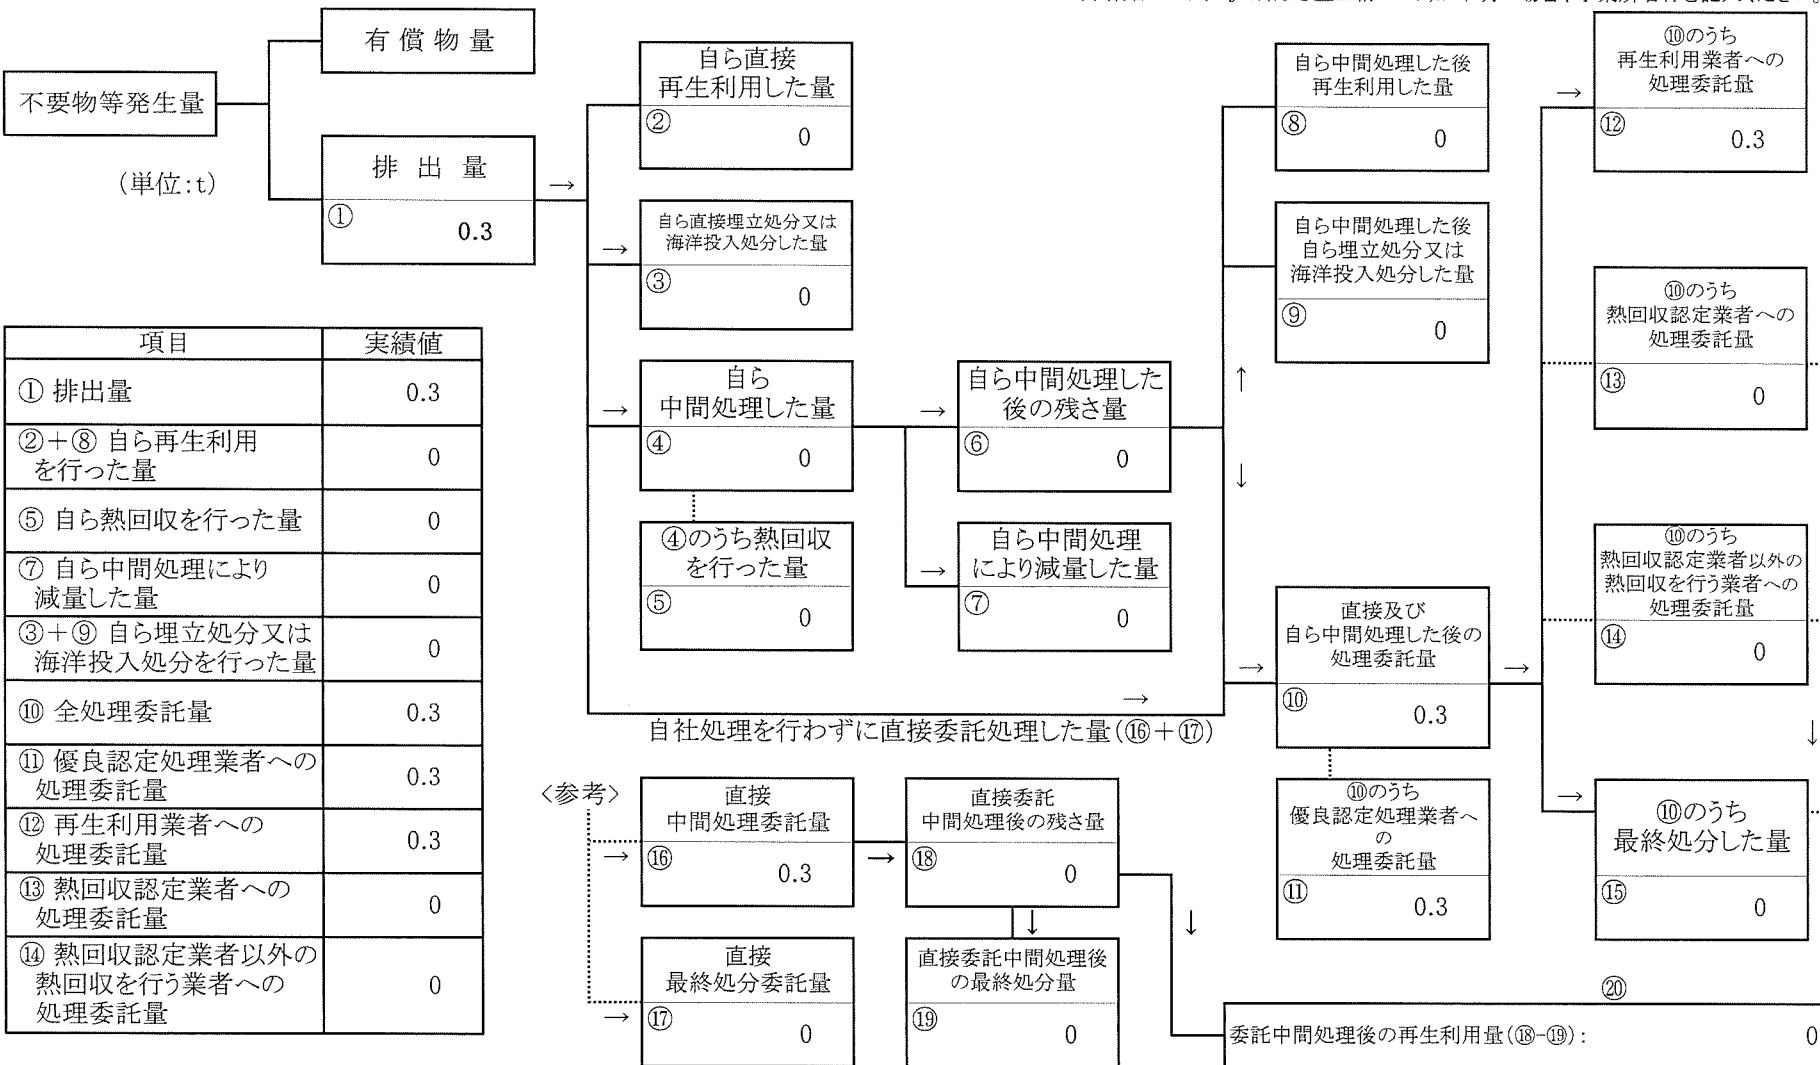 有償物量
不要物等発生量
(単位:t)
排出量
①
0.3
→
自ら直接
再生利用した量
②
0
→
自ら直接埋立処分又は
海洋投入処分した量
③
0
→
自ら
中間処理した量
④
0
④のうち熱回収
を行った量
⑤
0
→
自ら中間処理した
後の残さ量
⑥
0
→
自ら中間処理
により減量した量
⑦
0
自ら中間処理した後
再生利用した量
⑧
0
自ら中間処理した後
自ら埋立処分又は
海洋投入処分した量
⑨
0
↑
↓
→
自社処理を行わずに直接委託処理した量(⑯+⑰)
→
直接及び
自ら中間処理した後の
処理委託量
⑩
0.3
→
⑩のうち
優良認定処理業者へ
の
処理委託量
⑪
0.3
→
⑩のうち
再生利用業者への
処理委託量
⑫
0.3
⑩のうち
熱回収認定業者への
処理委託量
⑬
0
⑩のうち
熱回収認定業者以外の
熱回収を行う業者への
処理委託量
⑭
0
↓
→
⑩のうち
最終処分した量
⑮
0
項目 実績値
① 排出量 0.3
②+⑧ 自ら再生利用
を行った量 0
⑤ 自ら熱回収を行った量 0
⑦ 自ら中間処理により
減量した量 0
③+⑨ 自ら埋立処分又は
海洋投入処分を行った量 0
⑩ 全処理委託量 0.3
⑪ 優良認定処理業者への
処理委託量 0.3
⑫ 再生利用業者への
処理委託量 0.3
⑬ 熱回収認定業者への
処理委託量 0
⑭ 熱回収認定業者以外の
熱回収を行う業者への
処理委託量 0
<参考>
→
直接
中間処理委託量
⑯
0.3
→
直接
最終処分委託量
⑰
0
→
直接委託
中間処理後の残さ量
⑱
0
↓
直接委託中間処理後
の最終処分量
⑲
0
↓
⑳
委託中間処理後の再生利用量(⑱-⑲): 0